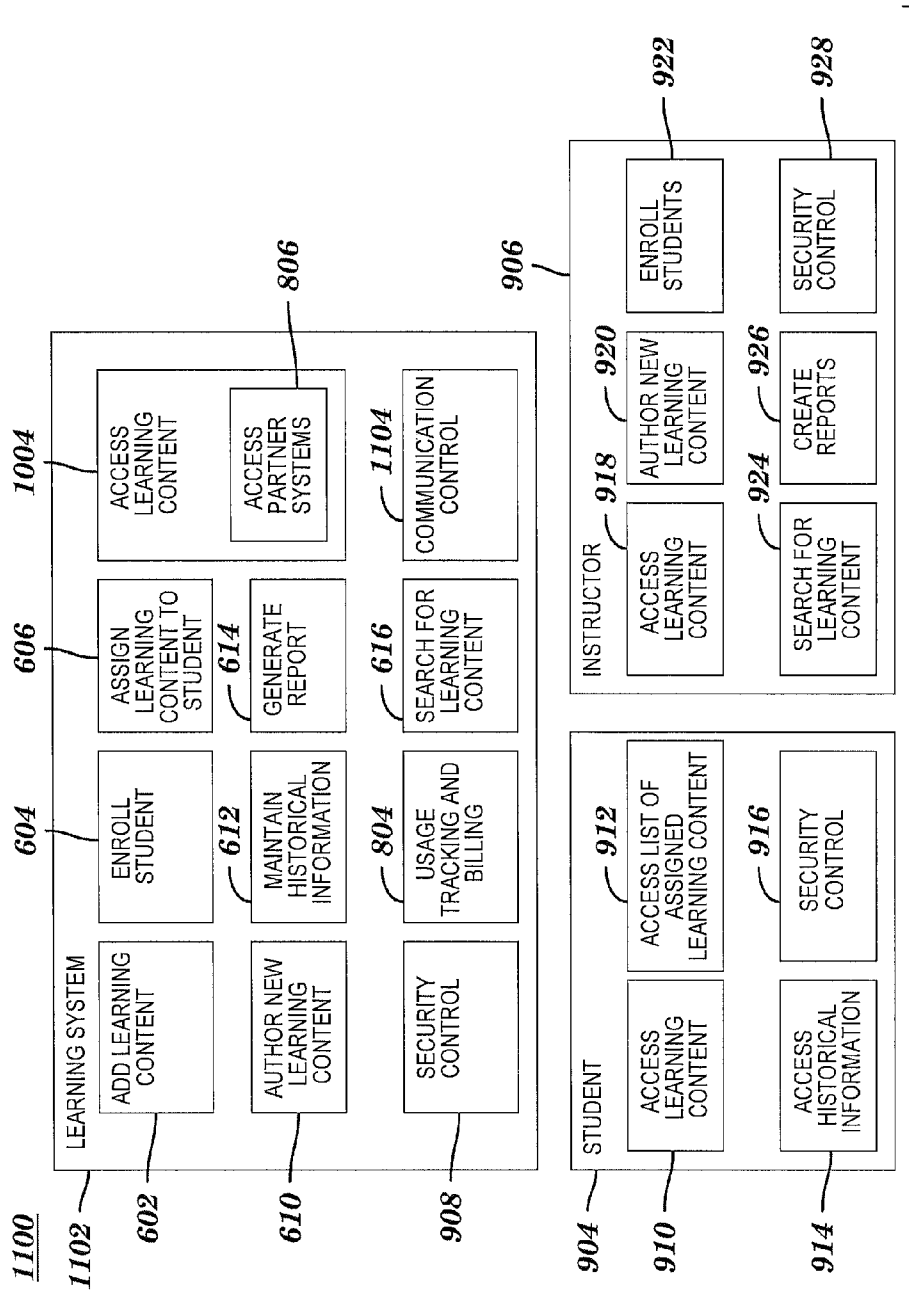 1100
1102
LEARNING SYSTEM
604
606
1004
ADD LEARNING
CONTENT
602
ENROLL
STUDENT
ASSIGN
LEARNING
CONTENT TO
STUDENT
ACCESS
LEARNING
CONTENT
ACCESS
PARTNER
SYSTEMS
806
AUTHOR NEW
LEARNING
CONTENT
610
612
MAINTAIN
HISTORICAL
INFORMATION
614
GENERATE
REPORT
SECURITY
CONTROL
908
804
USAGE
TRACKING AND
BILLING
616
SEARCH FOR
LEARNING
CONTENT
1104
COMMUNICATION
CONTROL
904
STUDENT
ACCESS
LEARNING
CONTENT
910
912
ACCESS LIST OF
ASSIGNED
LEARNING CONTENT
ACCESS
HISTORICAL
INFORMATION
914
916
SECURITY
CONTROL
906
INSTRUCTOR
918
ACCESS
LEARNING
CONTENT
920
AUTHOR NEW
LEARNING
CONTENT
ENROLL
STUDENTS
922
924
SEARCH FOR
LEARNING
CONTENT
926
CREATE
REPORTS
SECURITY
CONTROL
928